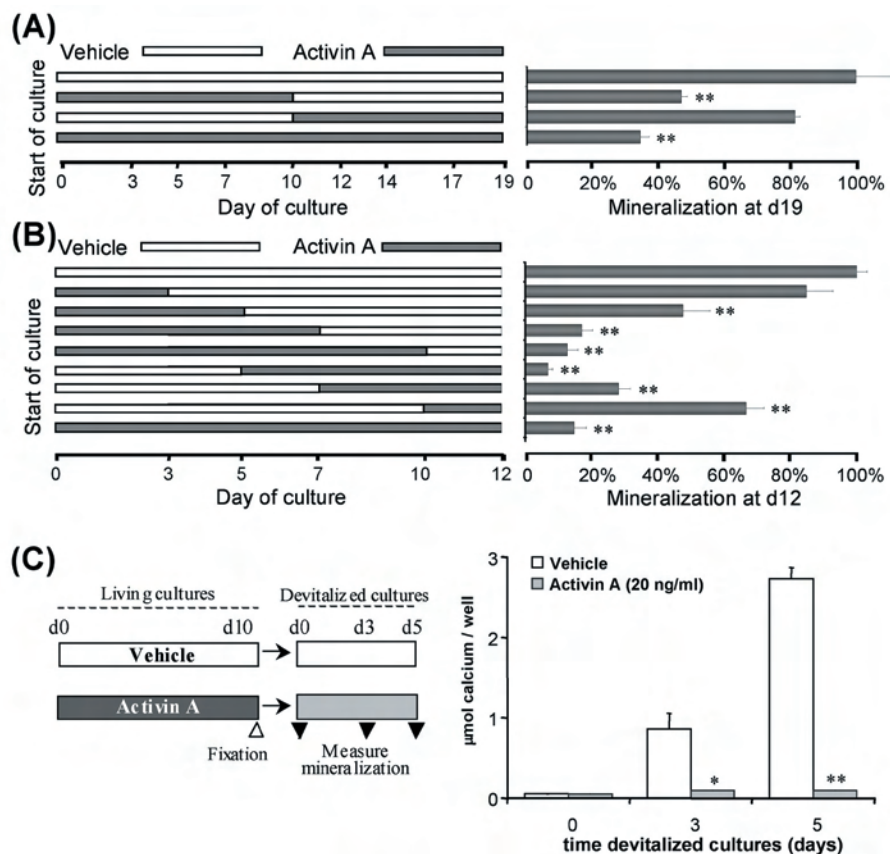 (A)
Vehicle Activin A
Start of culture
0 3 5 7 10 12 14 17 19
Day of culture
** 
**
0 20% 40% 60% 80% 100%
Mineralization at d19
(B)
Vehicle Activin A
Start of culture
0 3 5 7 10 12
Day of culture
**
**
**
**
**
**
**
0 20% 40% 60% 80% 100%
Mineralization at d12
(C)
Living cultures Devitalized cultures
d0 d10 d0 d3 d5
Vehicle
Activin A
Fixation
Measure
mineralization
Vehicle
Activin A (20 ng/ml)
µmol calcium / well
3
2
1
0
* **
0 3 5
time devitalized cultures (days)